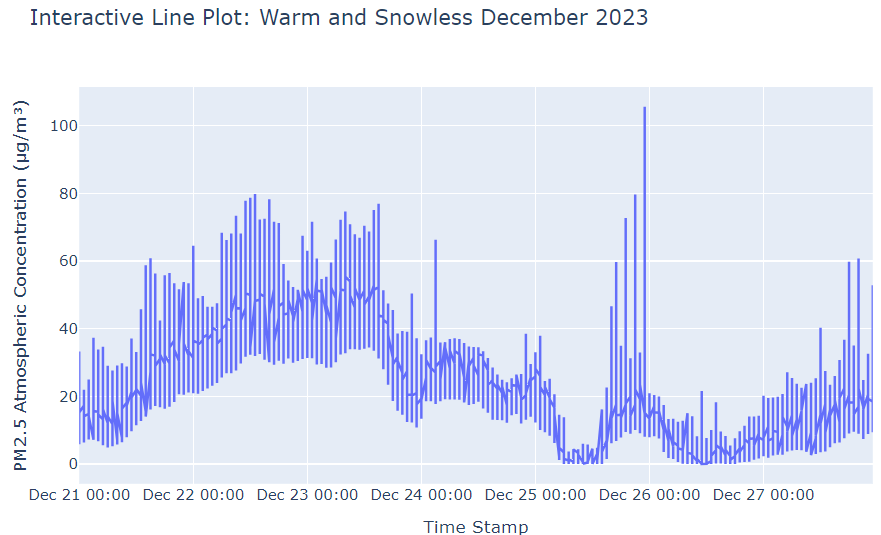 Interactive Line Plot: Warm and Snowless December 2023
PM2.5 Atmospheric Concentration (µg/m³)
100
80
60
40
20
0
Dec 21 00:00 Dec 22 00:00 Dec 23 00:00 Dec 24 00:00 Dec 25 00:00 Dec 26 00:00 Dec 27 00:00
Time Stamp